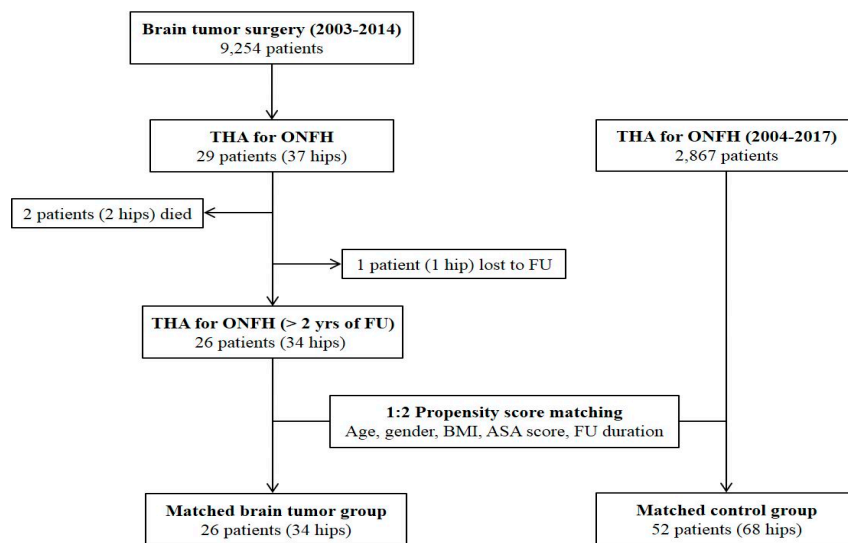 Brain tumor surgery (2003-2014)
9,254 patients
THA for ONFH
29 patients (37 hips)
THA for ONFH (2004-2017)
2,867 patients
2 patients (2 hips) died
1 patient (1 hip) lost to FU
THA for ONFH (> 2 yrs of FU)
26 patients (34 hips)
1:2 Propensity score matching
Age, gender, BMI, ASA score, FU duration
Matched brain tumor group
26 patients (34 hips)
Matched control group
52 patients (68 hips)